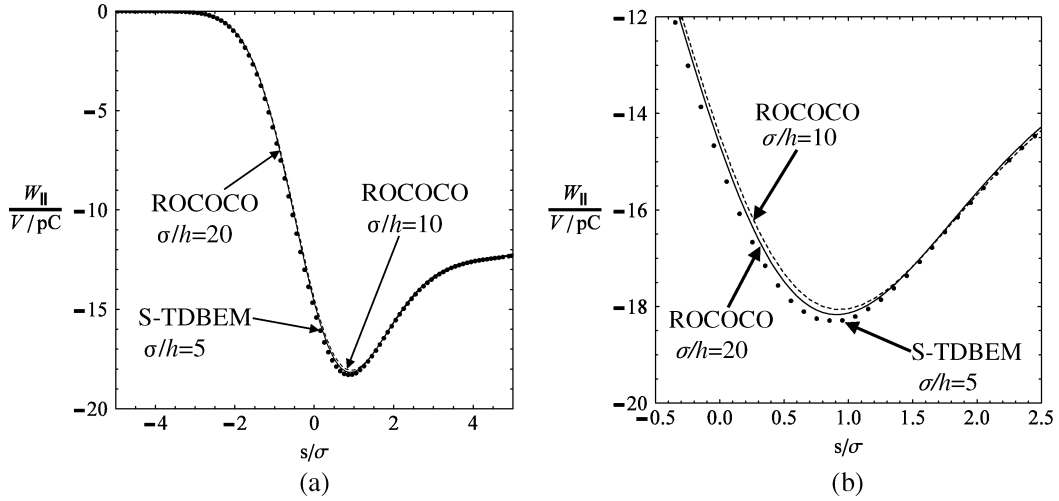 0
−5
−10
−15
−20
W∥
V/pC
−4
−2
0
2
4
s/σ
ROCOCO
σ/h=20
ROCOCO
σ/h=10
S-TDBEM
σ/h=5
(a)
−12
−14
−16
−18
−20
W∥
V/pC
−0.5
0.0
0.5
1.0
1.5
2.0
2.5
s/σ
ROCOCO
σ/h=10
ROCOCO
σ/h=20
S-TDBEM
σ/h=5
(b)